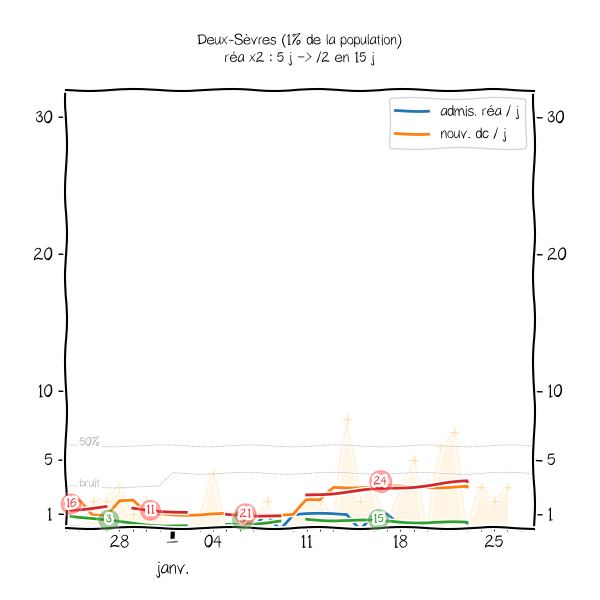 Deux-Sèvres (1% de la population)
réa x2 : 5 j -> /2 en 15 j
admis. réa / j
nouv. dc / j
30 30
20 20
10 10
50%
5 5
bruit
16 3 11 21 24 15
1 1
28 1 04 11 18 25
janv.